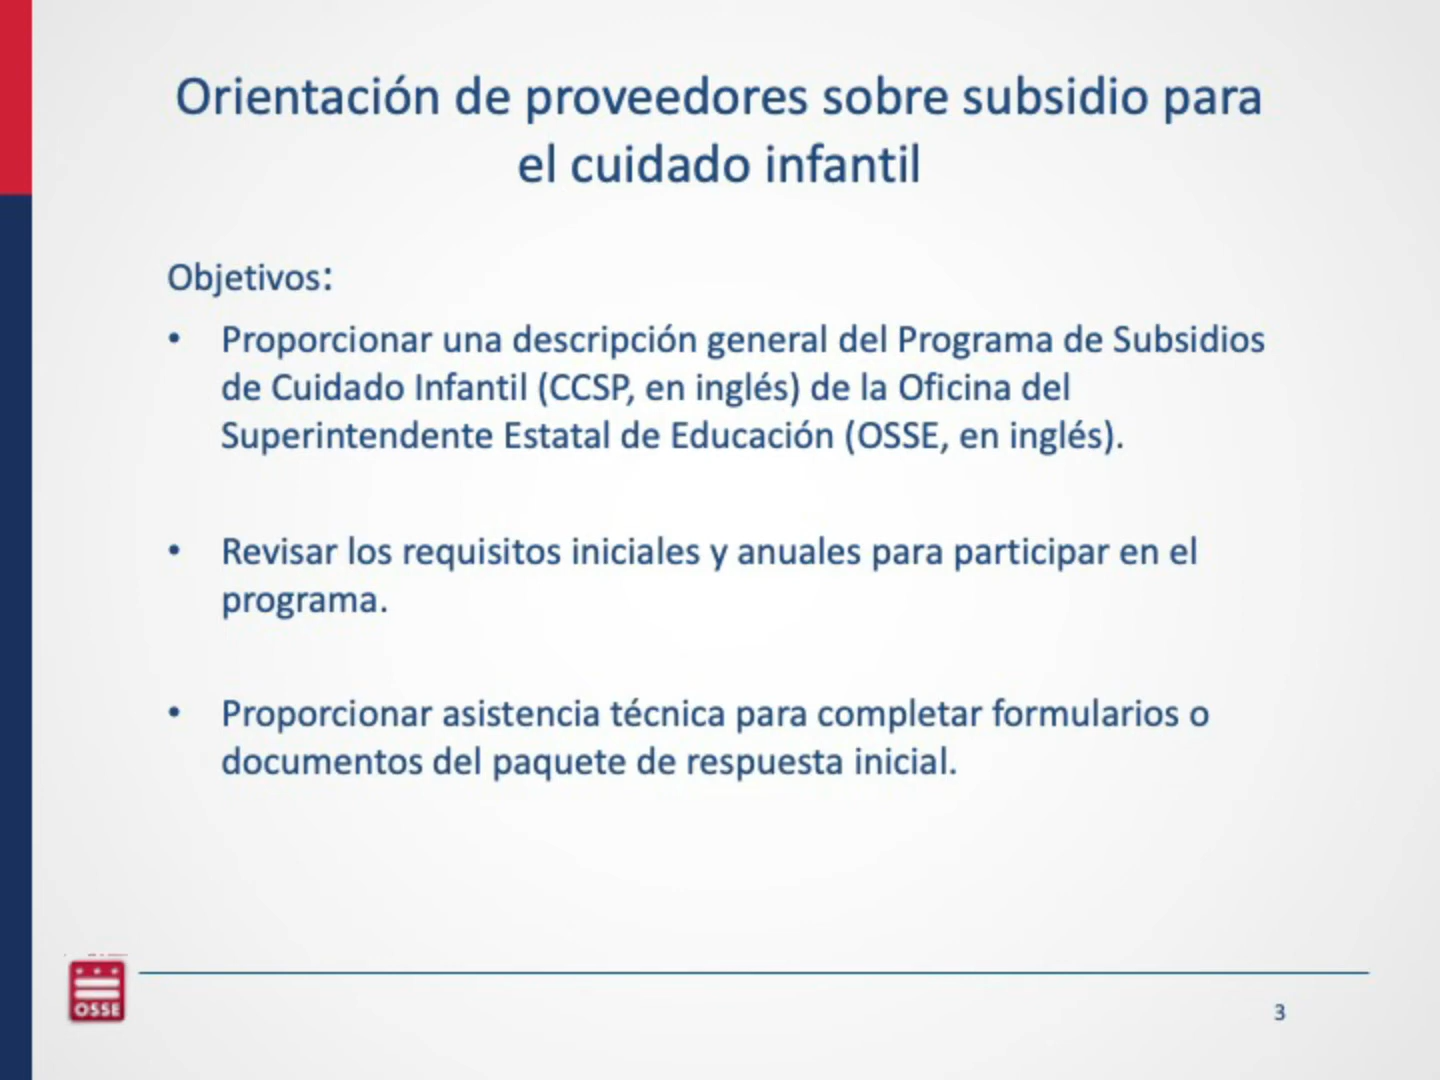 Orientación de proveedores sobre subsidio para
el cuidado infantil
Objetivos:
• Proporcionar una descripción general del Programa de Subsidios
de Cuidado Infantil (CCSP, en inglés) de la Oficina del
Superintendente Estatal de Educación (OSSE, en inglés).
• Revisar los requisitos iniciales y anuales para participar en el
programa.
• Proporcionar asistencia técnica para completar formularios o
documentos del paquete de respuesta inicial.
OSSE
3